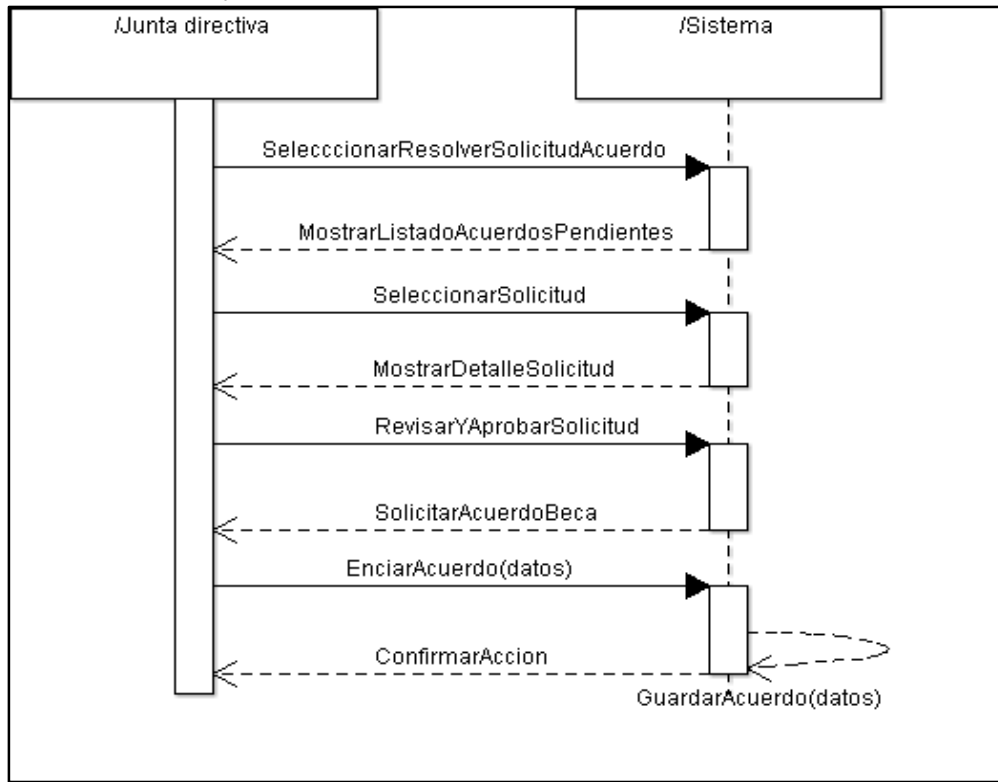 /Junta directiva
/Sistema
SelecccionarResolverSolicitudAcuerdo
MostrarListadoAcuerdosPendientes
SeleccionarSolicitud
MostrarDetalleSolicitud
RevisarYAprobarSolicitud
SolicitarAcuerdoBeca
EnciarAcuerdo(datos)
ConfirmarAccion
GuardarAcuerdo(datos)